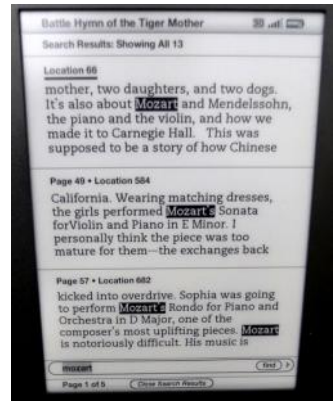 Battle Hymn of the Tiger Mother 3G
Search Results: Showing All 13
Location 66
mother, two daughters, and two dogs.
It's also about Mozart and Mendelssohn,
the piano and the violin, and how we
made it to Carnegie Hall. This was
supposed to be a story of how Chinese
Page 49 • Location 584
California. Wearing matching dresses,
the girls performed Mozart's Sonata
forViolin and Piano in E Minor. I
personally think the piece was too
mature for them—the exchanges back
Page 57 • Location 682
kicked into overdrive. Sophia was going
to perform Mozart's Rondo for Piano and
Orchestra in D Major, one of the
composer's most uplifting pieces. Mozart
is notoriously difficult. His music is
mozart find
Page 1 of 5 Close Search Results